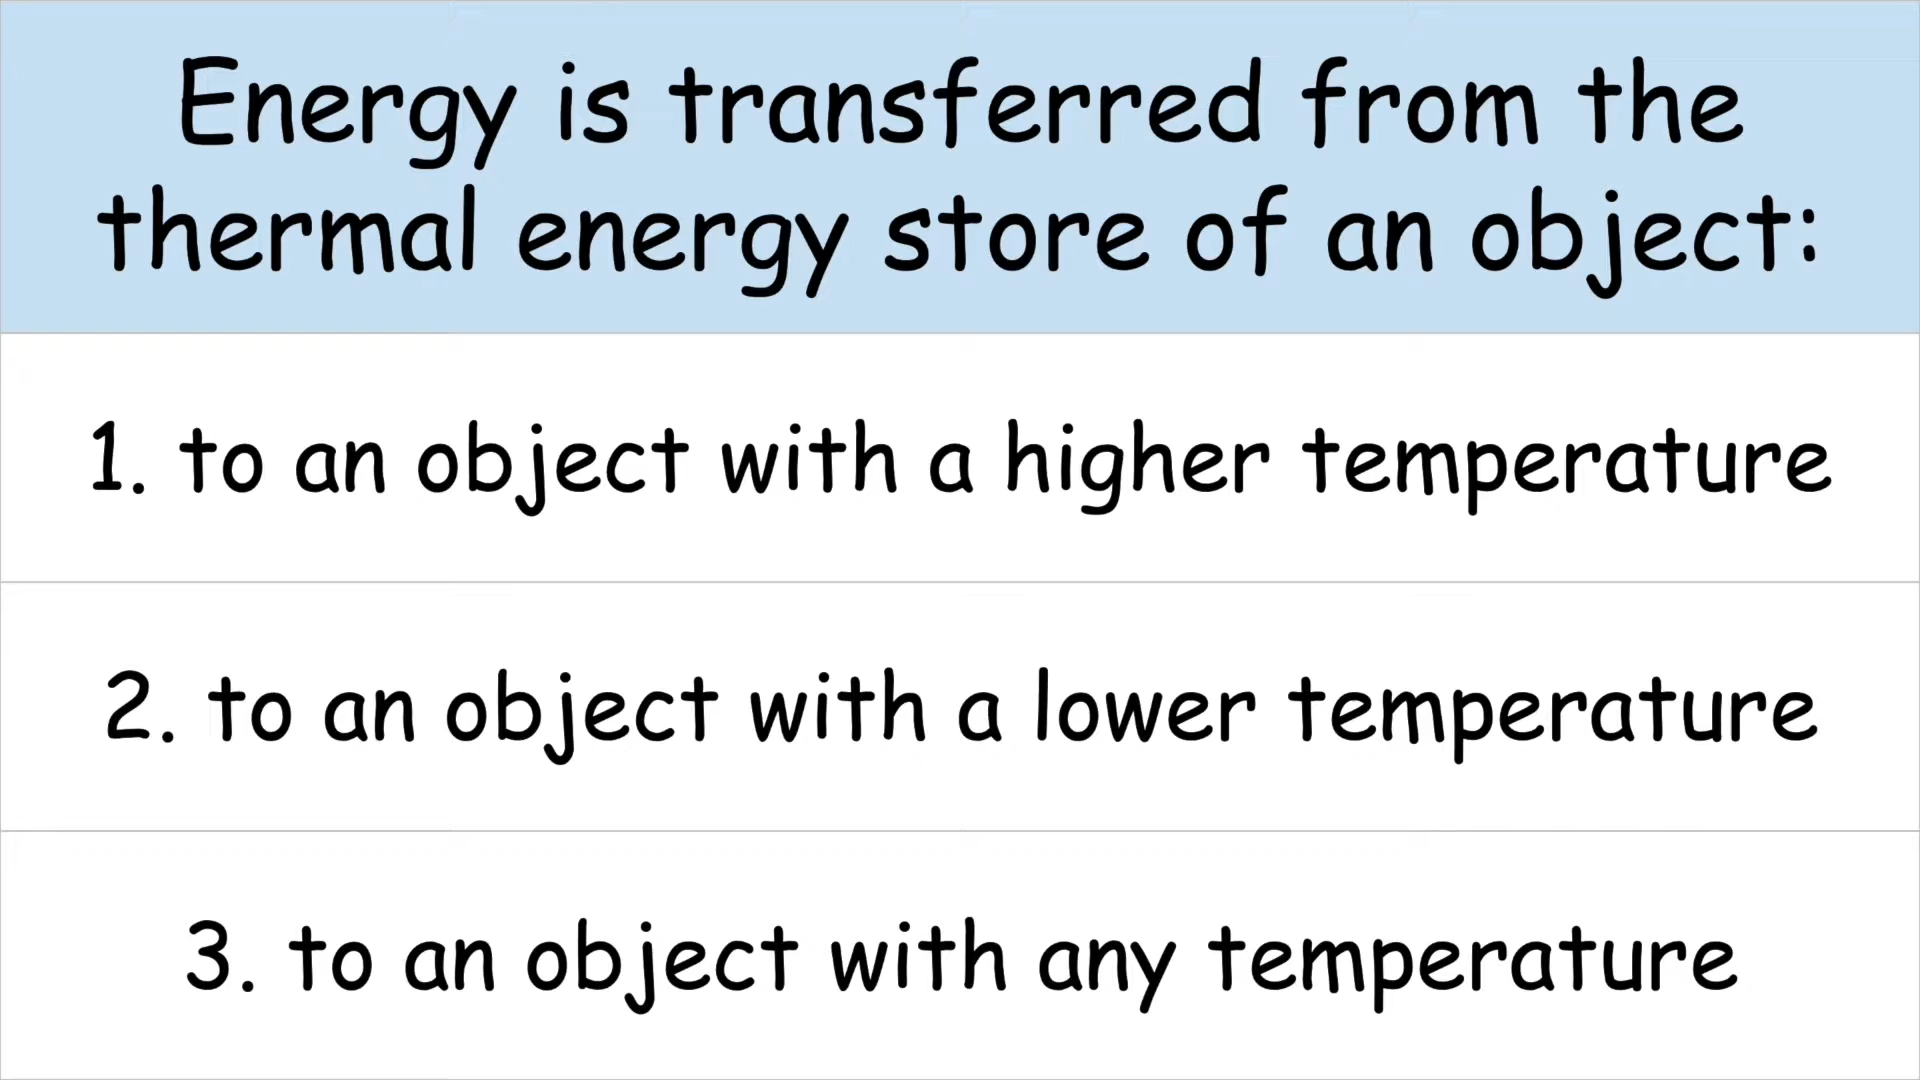 Energy is transferred from the
thermal energy store of an object:
1. to an object with a higher temperature
2. to an object with a lower temperature
3. to an object with any temperature